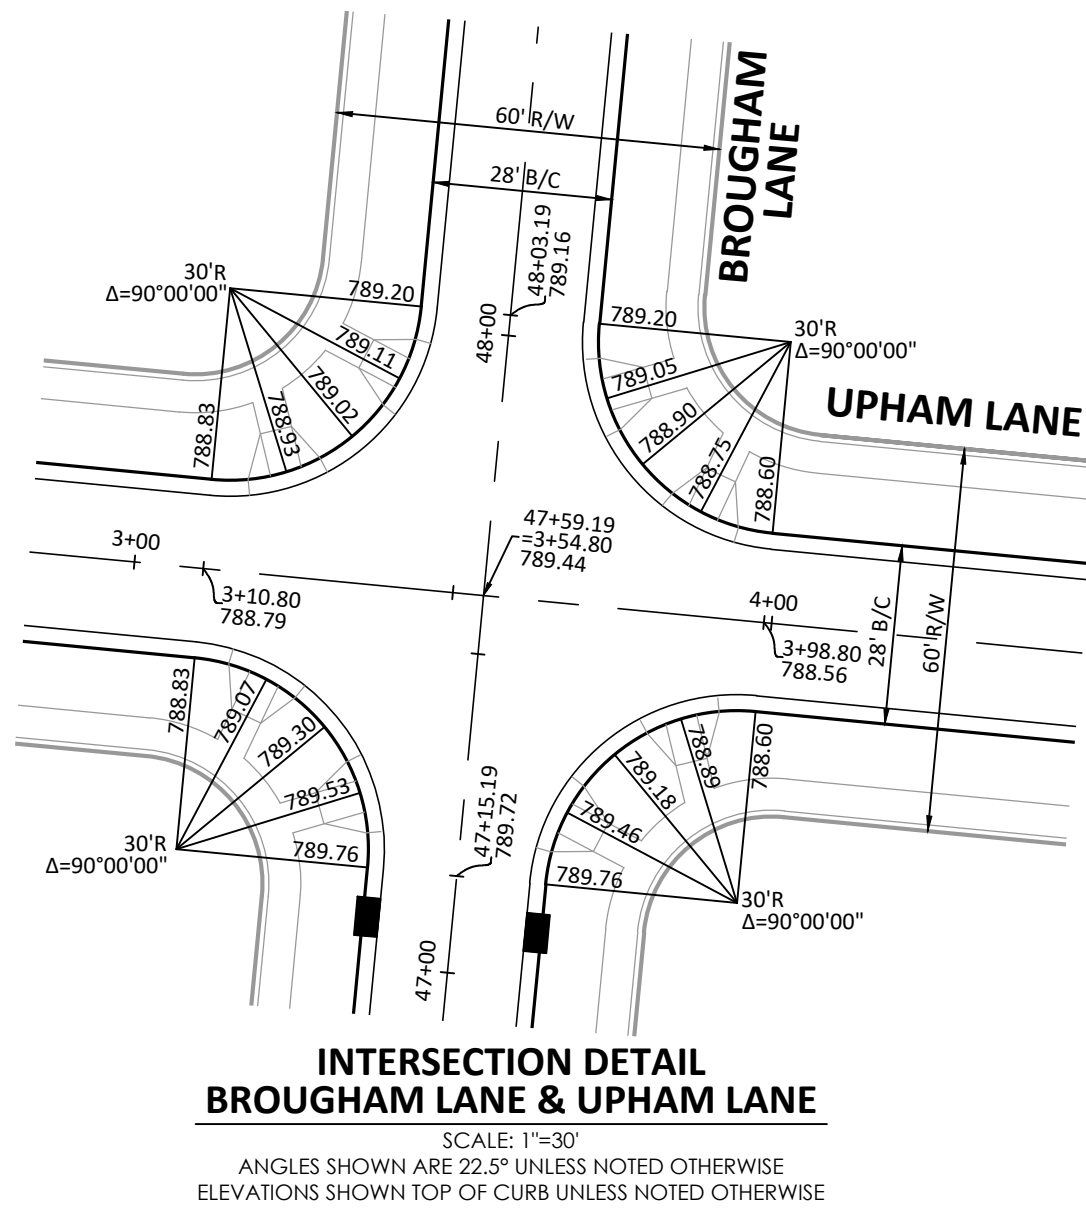 60' R/W
28' B/C
BROUGHAM
LANE
48+03.19
789.16
48+00
30'R
Δ=90°00'00"
789.20
789.11
789.02
788.93
788.83
789.20
789.05
788.90
788.75
788.60
30'R
Δ=90°00'00"
UPHAM LANE
3+00
3+10.80
788.79
47+59.19
=3+54.80
789.44
4+00
3+98.80
788.56
28' B/C
60' R/W
788.83
789.07
789.30
789.53
789.76
30'R
Δ=90°00'00"
47+15.19
789.72
47+00
788.60
788.89
789.18
789.46
789.76
30'R
Δ=90°00'00"
INTERSECTION DETAIL
BROUGHAM LANE & UPHAM LANE
SCALE: 1"=30'
ANGLES SHOWN ARE 22.5° UNLESS NOTED OTHERWISE
ELEVATIONS SHOWN TOP OF CURB UNLESS NOTED OTHERWISE